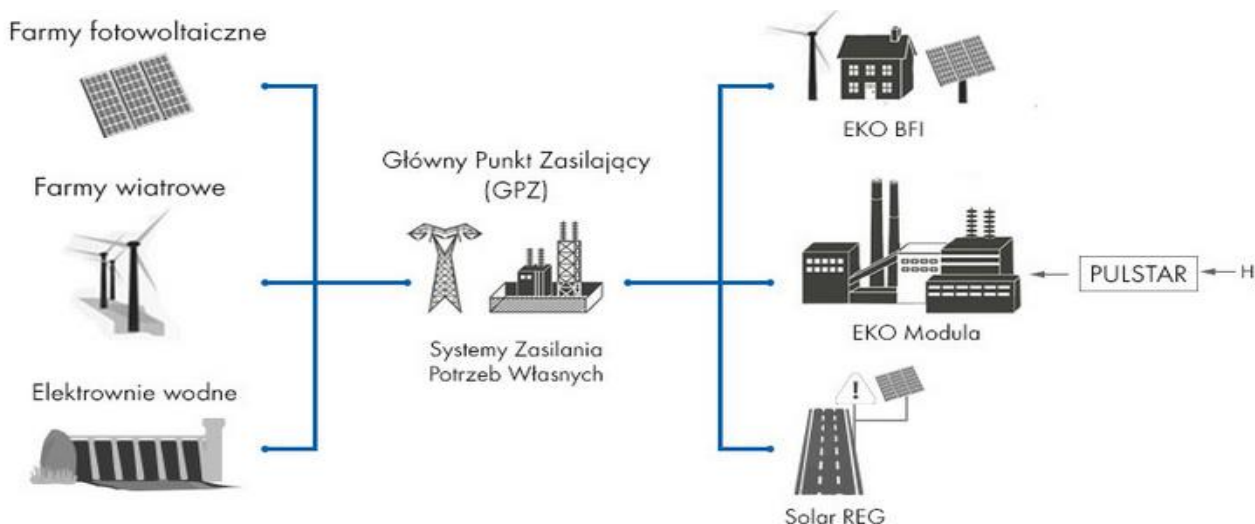 Farmy fotowoltaiczne
Farmy wiatrowe
Elektrownie wodne
Główny Punkt Zasilający
(GPZ)
Systemy Zasilania
Potrzeb Własnych
EKO BFI
EKO Modula
PULSTAR
H
!
Solar REG